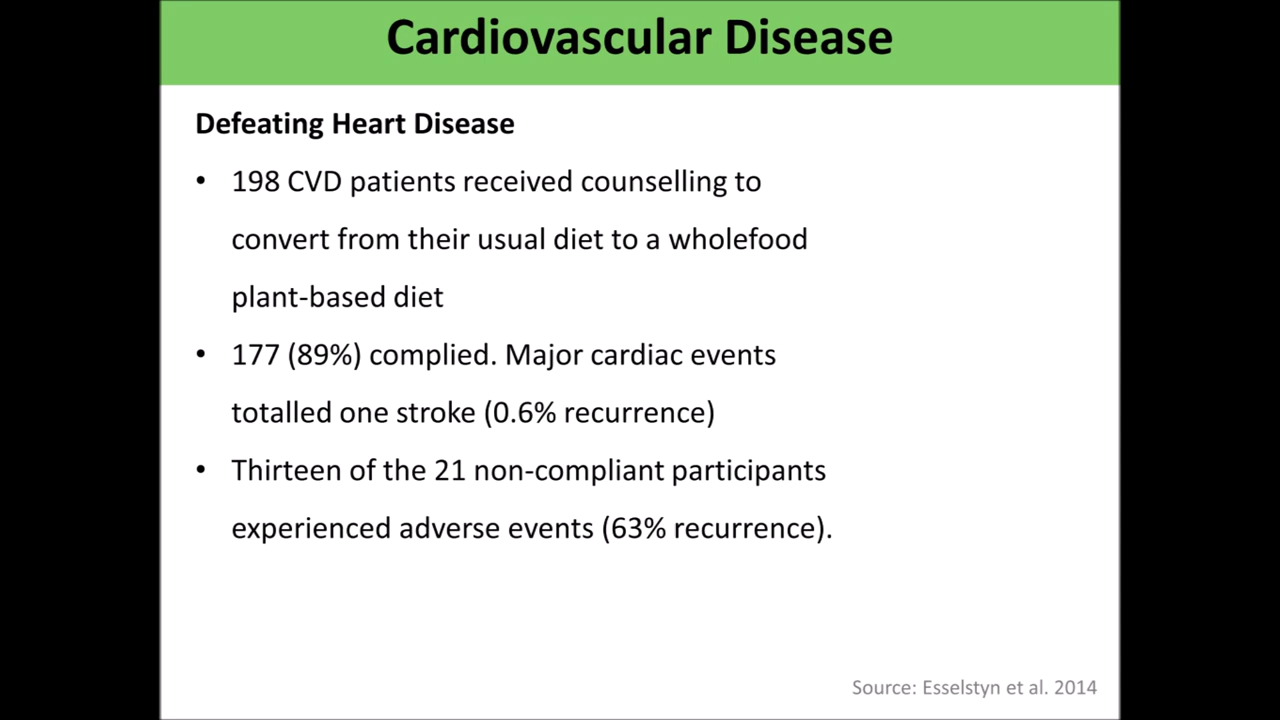 Cardiovascular Disease
Defeating Heart Disease
• 198 CVD patients received counselling to
convert from their usual diet to a wholefood
plant-based diet
• 177 (89%) complied. Major cardiac events
totalled one stroke (0.6% recurrence)
• Thirteen of the 21 non-compliant participants
experienced adverse events (63% recurrence).
Source: Esselstyn et al. 2014